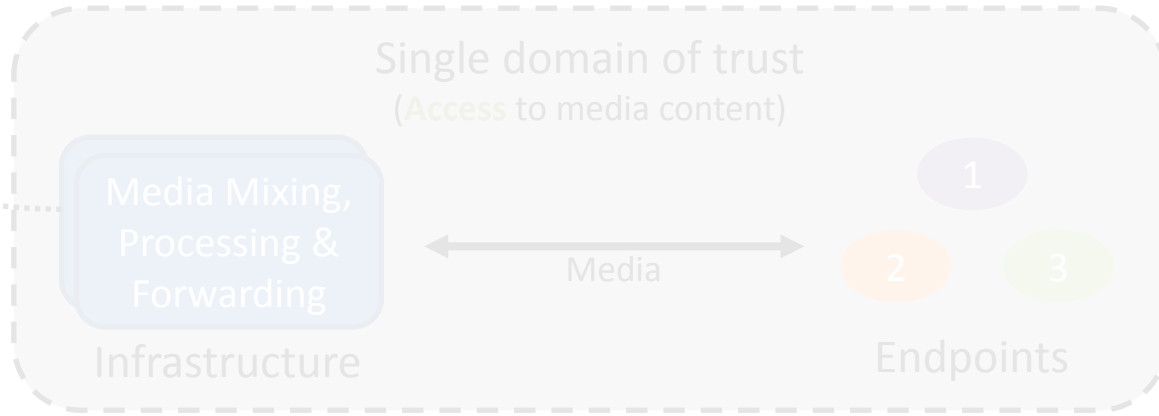 Single domain of trust
(Access to media content)
Media Mixing,
Processing &
Forwarding
Infrastructure
Media
1
2
3
Endpoints